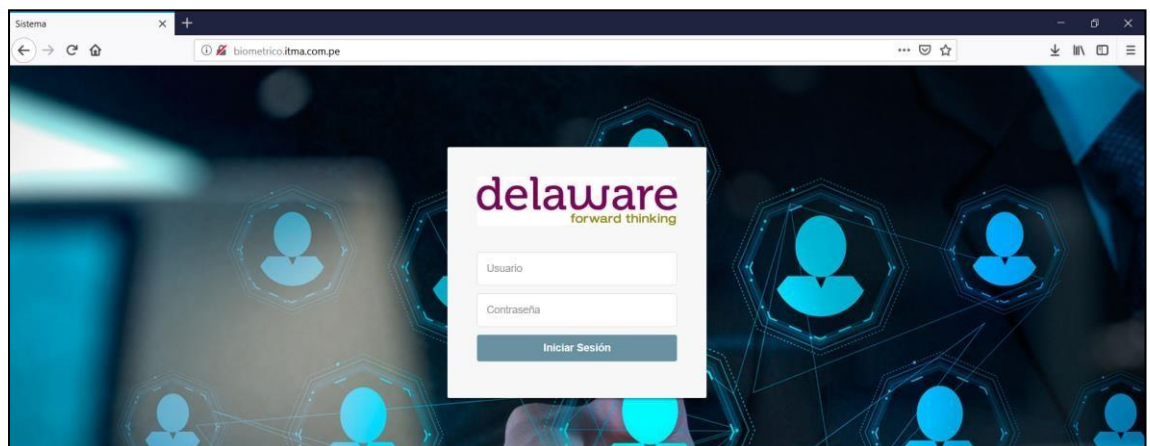 Sistema
biometrico.itma.com.pe
delaware
forward thinking
Usuario
Contraseña
Iniciar Sesión